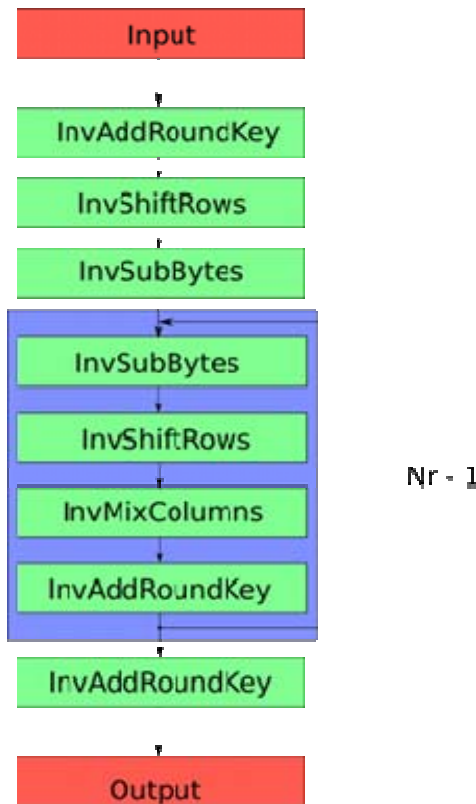 Input
InvAddRoundKey
InvShiftRows
InvSubBytes
InvSubBytes
InvShiftRows
Nr - 1
InvMixColumns
InvAddRoundKey
InvAddRoundKey
Output